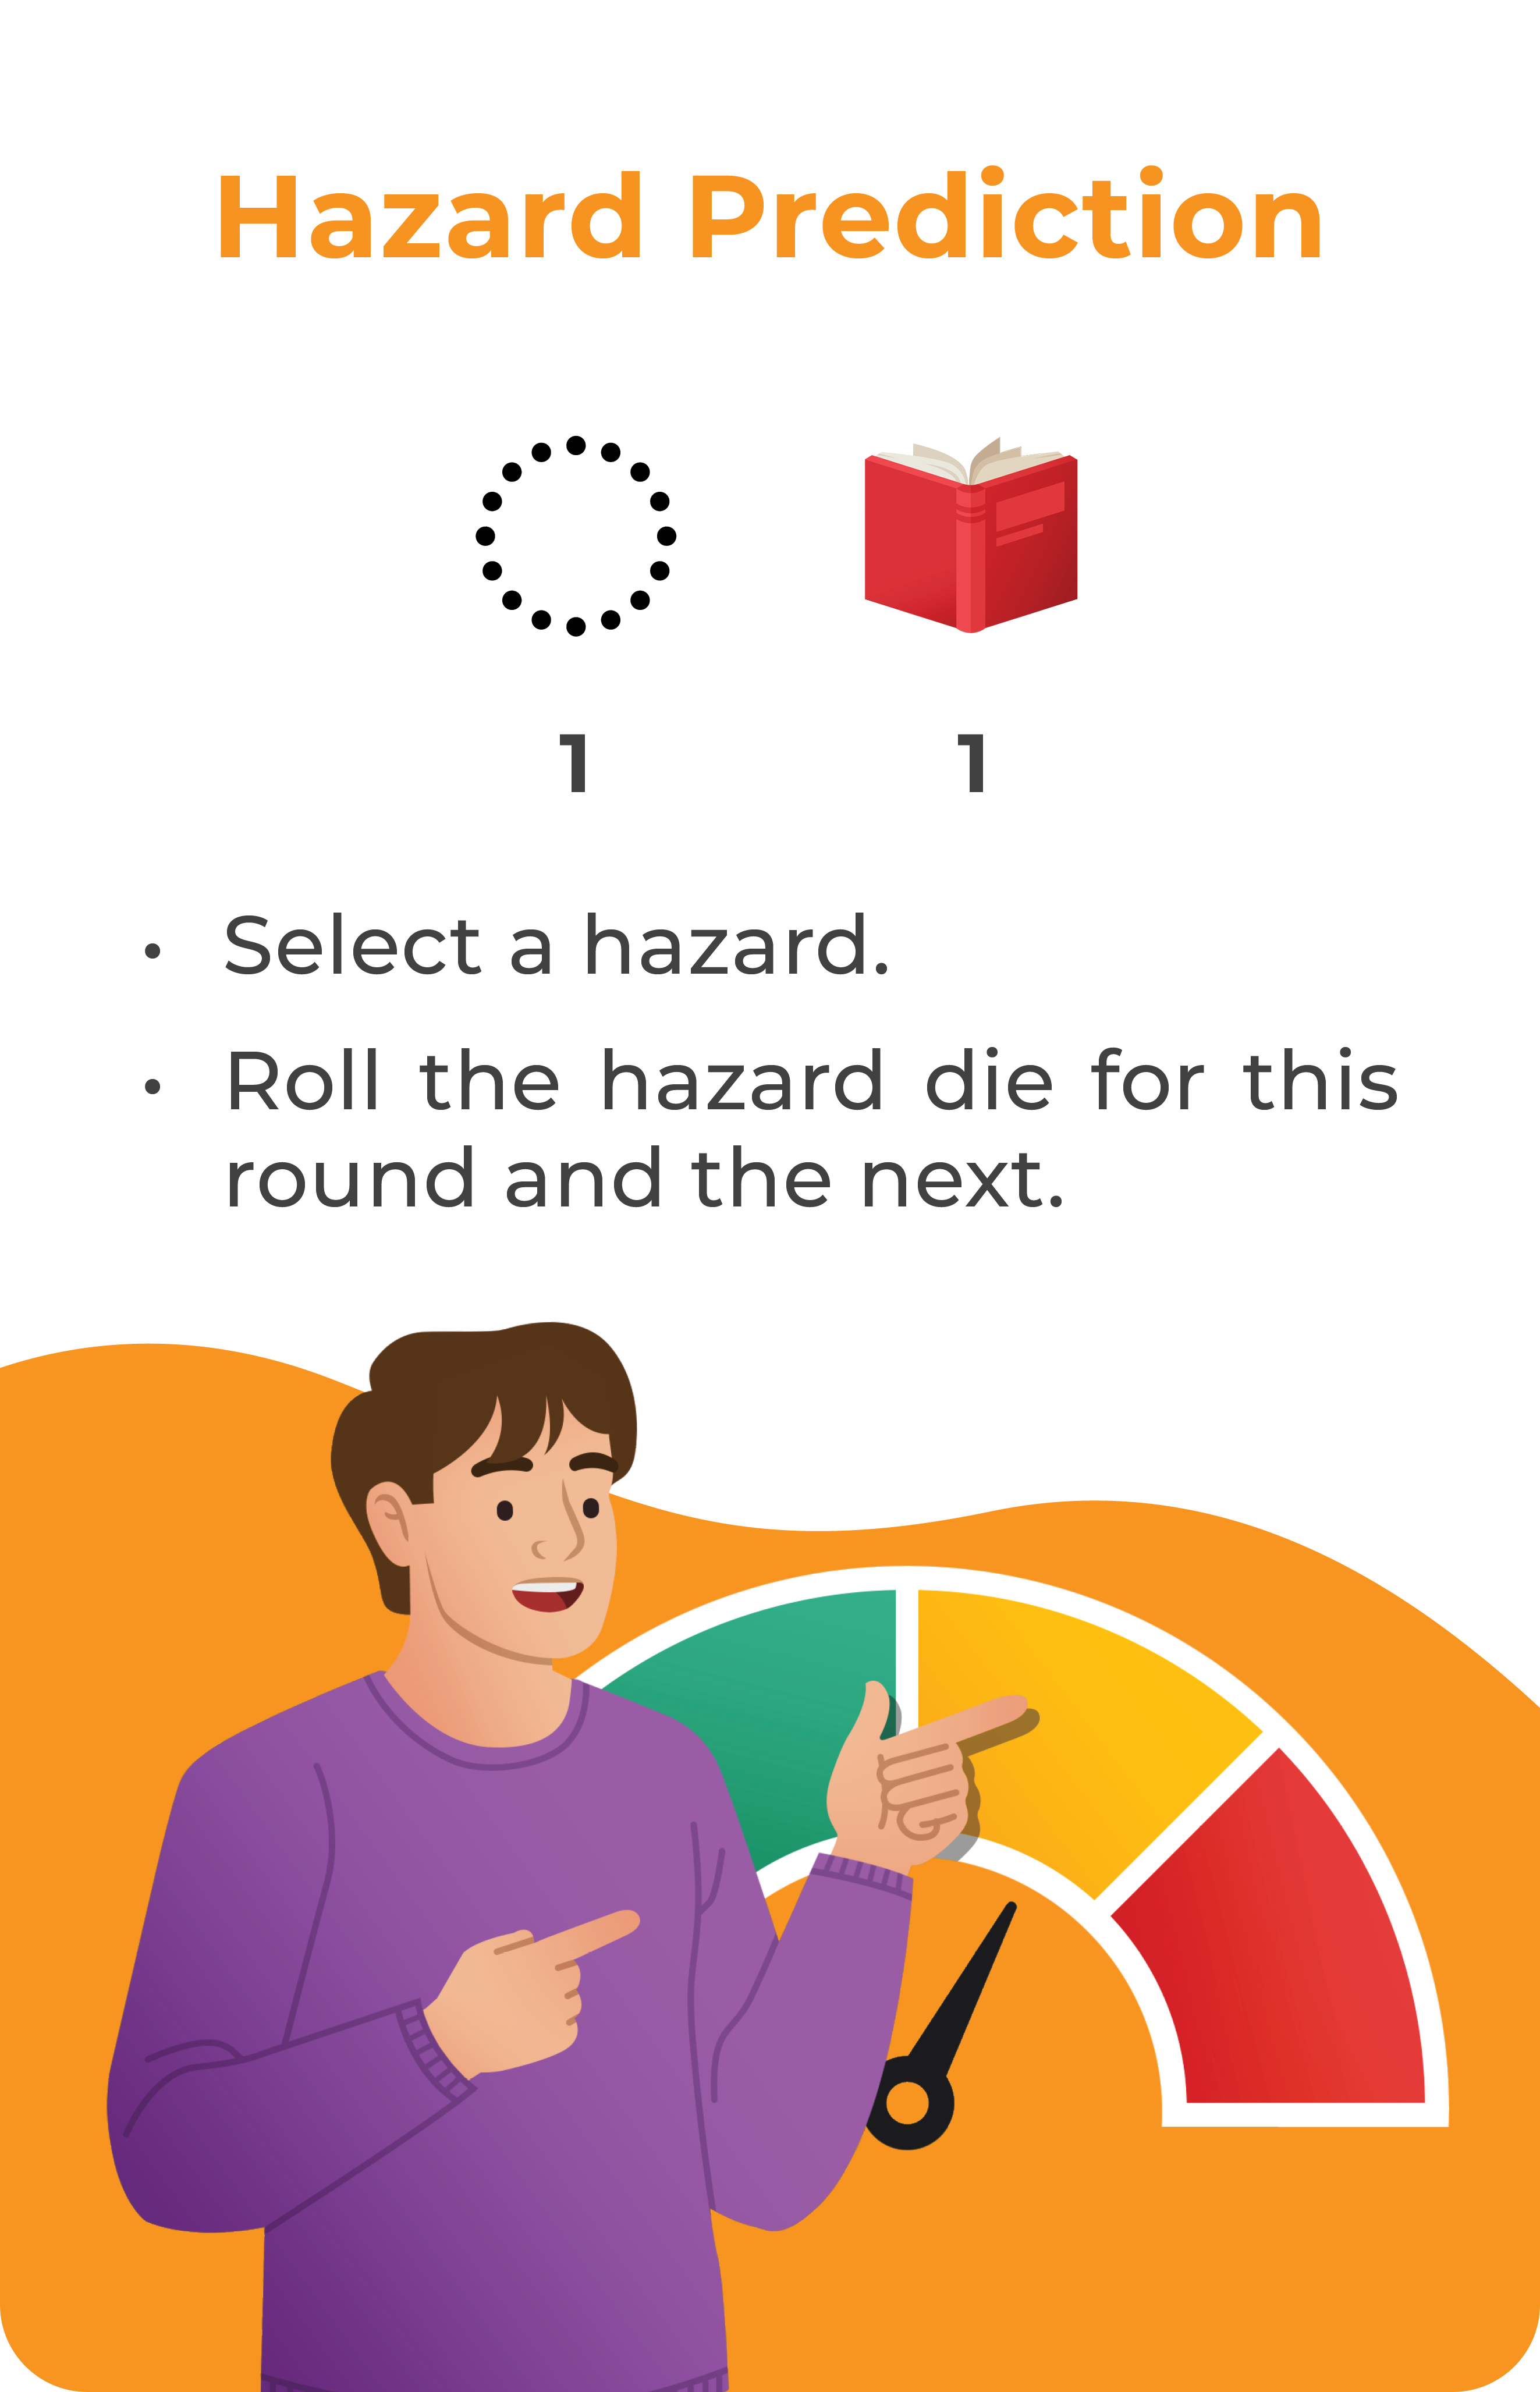 Hazard Prediction
1 1
• Select a hazard.
• Roll the hazard die for this
round and the next.